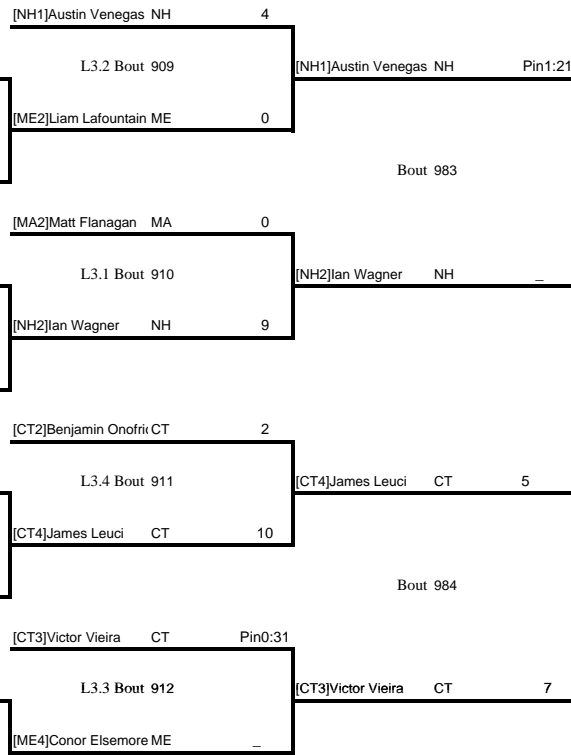 [NH1]Austin Venegas NH 4
L3.2 Bout 909
[NH1]Austin Venegas NH Pin1:21
[ME2]Liam Lafountain ME 0
Bout 983
[MA2]Matt Flanagan MA 0
L3.1 Bout 910
[NH2]Ian Wagner NH _
[NH2]Ian Wagner NH 9
[CT2]Benjamin Onofri CT 2
L3.4 Bout 911
[CT4]James Leuci CT 5
[CT4]James Leuci CT 10
Bout 984
[CT3]Victor Vieira CT Pin0:31
L3.3 Bout 912
[CT3]Victor Vieira CT 7
[ME4]Conor Elsemore ME _